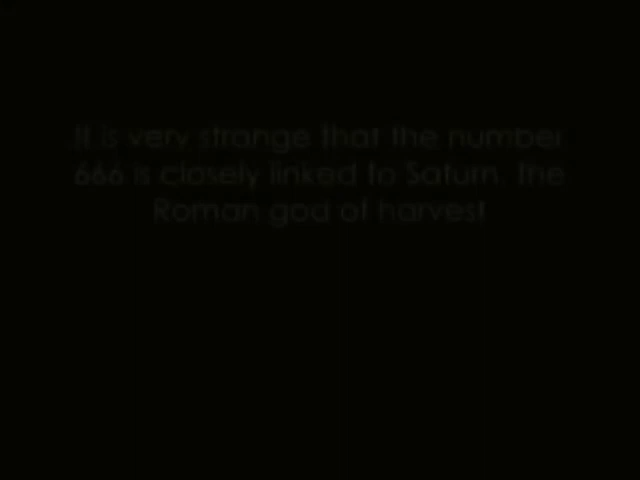 It is very strange that the number
666 is closely linked to Saturn, the
Roman god of harvest